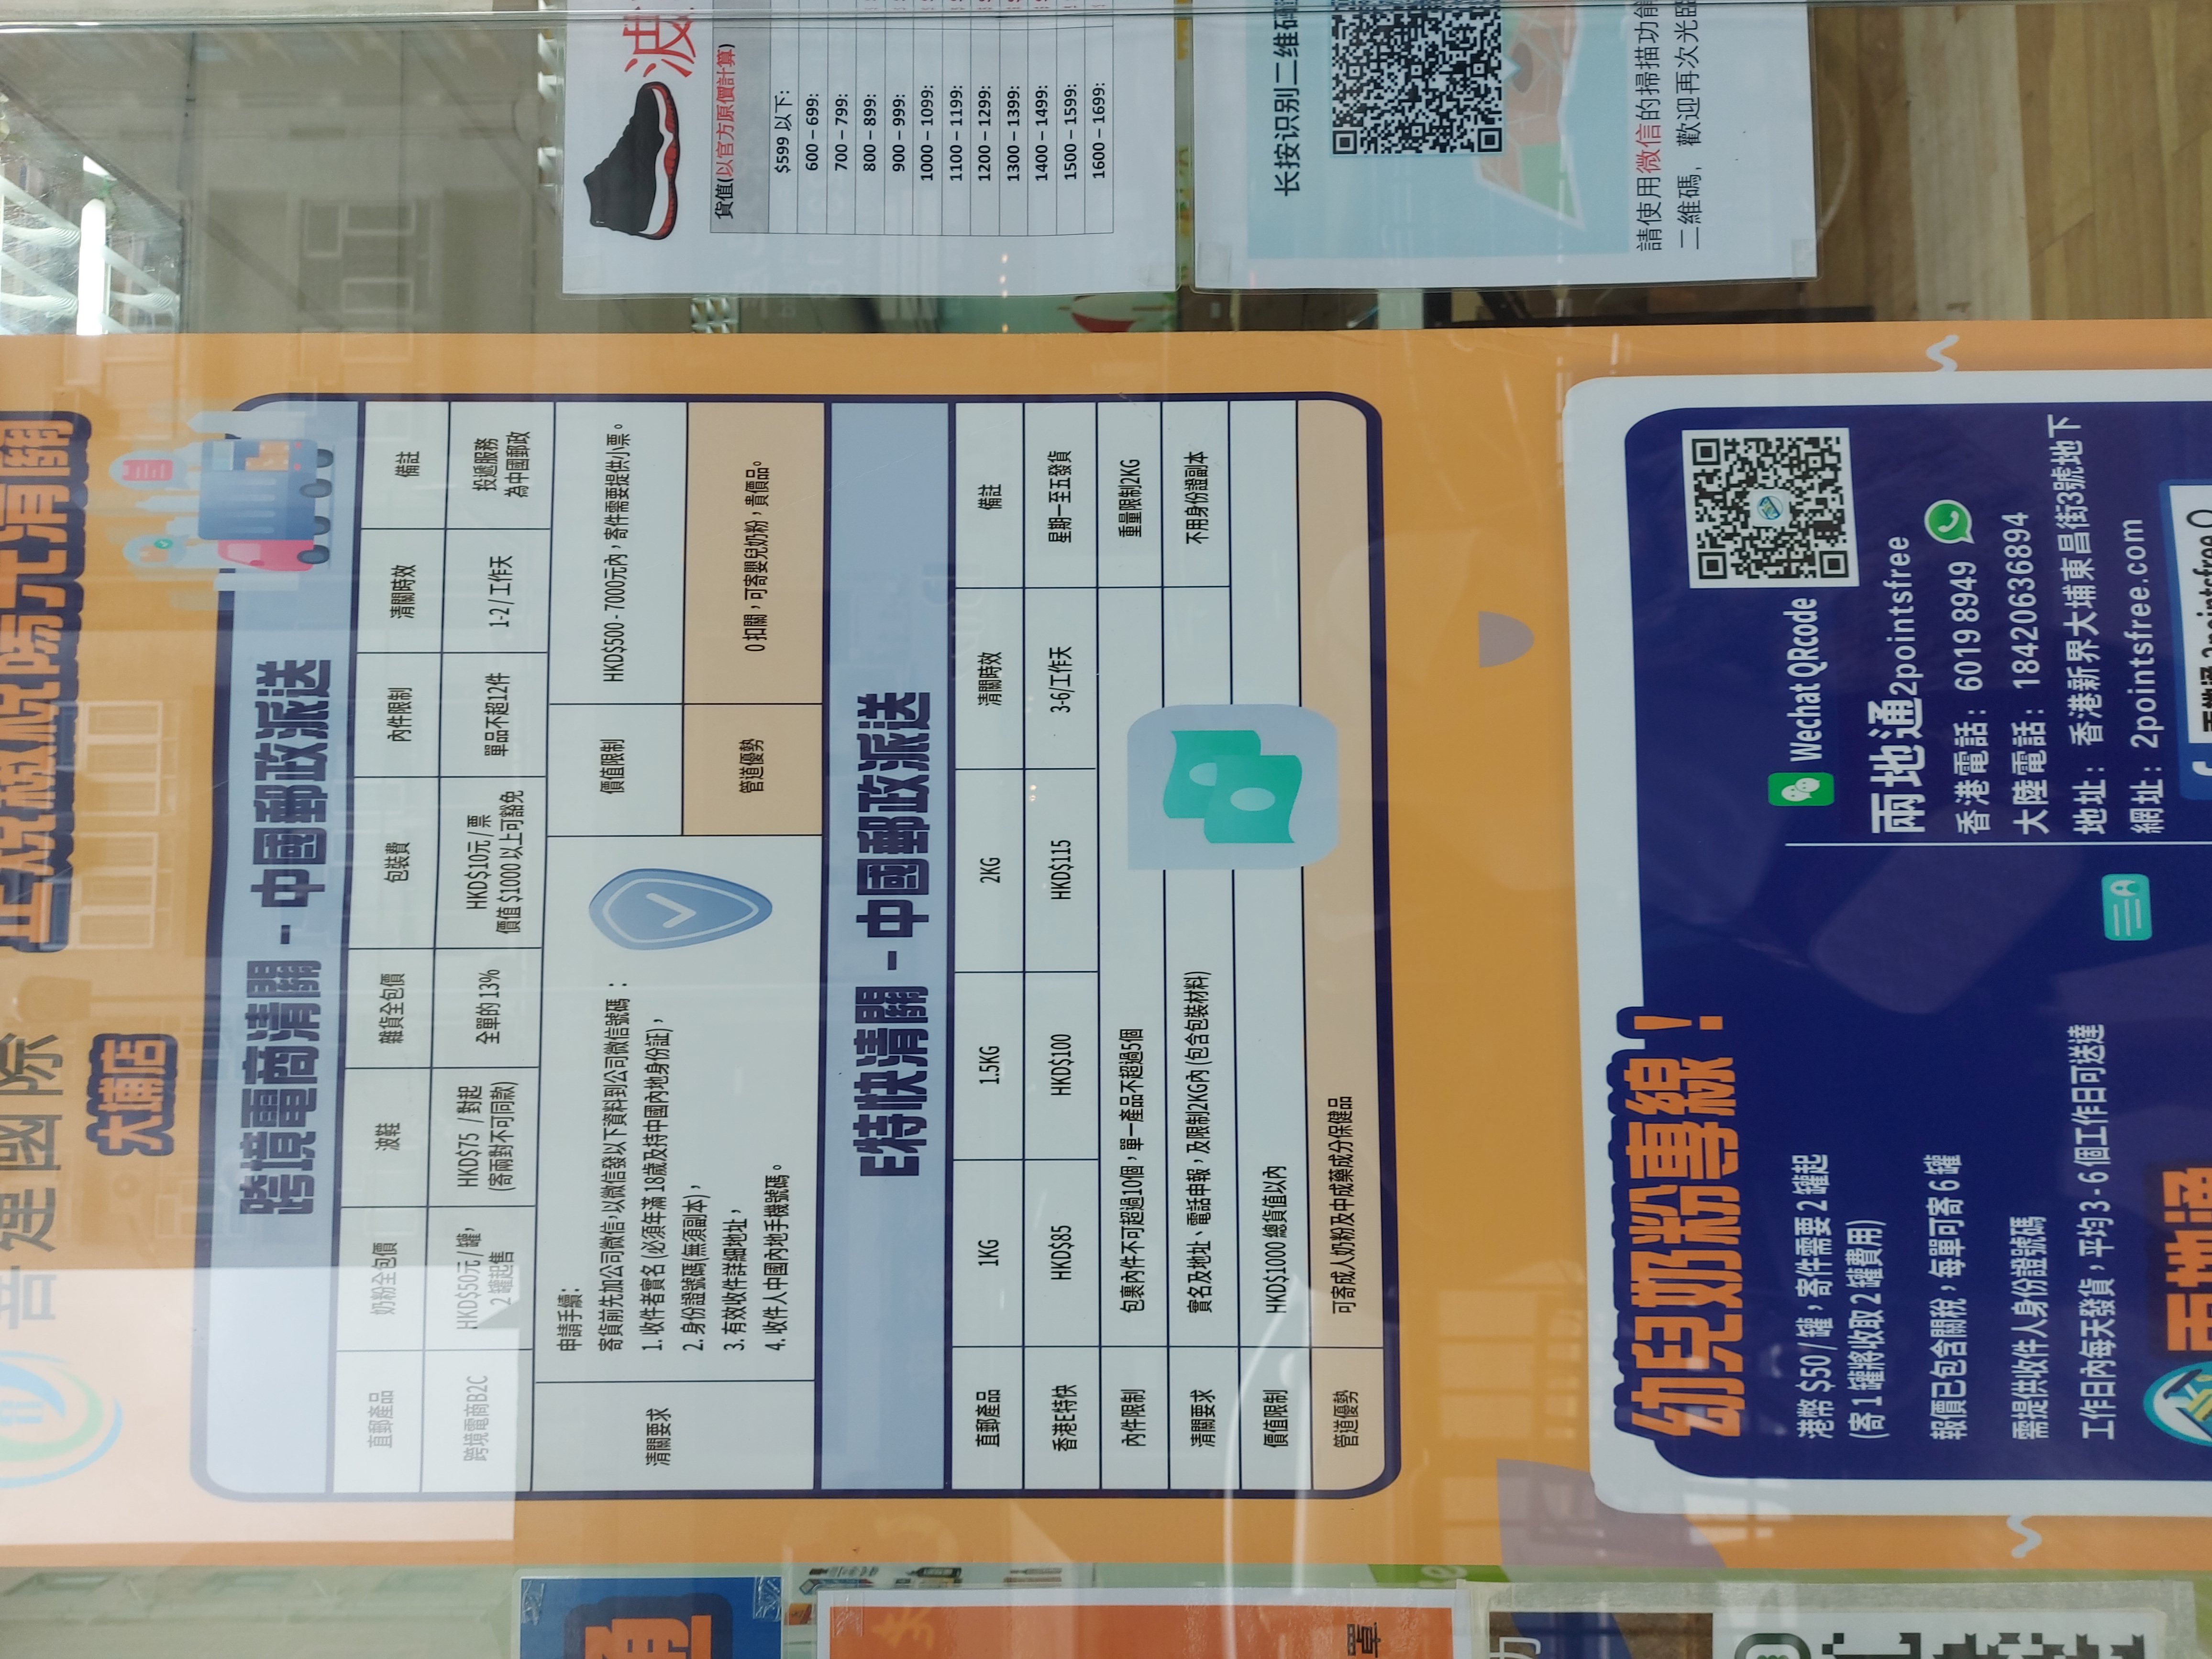 善運國際
正規繳稅陽光清關
大埔店
跨境電商清關 - 中國郵政派送
直郵產品 奶粉全包價 波鞋 雜貨全包價 包裝費 內件限制 清關時效 備註
跨境電商B2C
HKD$50元 / 罐，
2 罐起售
HKD$75 / 對起
(寄兩對不可同款)
全單的 13%
HKD$10元 / 票
價值 $1000 以上可豁免
單品不超12件
1-2 / 工作天
投遞服務
為中國郵政
清關要求
申請手續：
寄貨前先加公司微信，以微信發以下資料到公司微信號碼 ：
1. 收件者實名 (必須年滿 18歲及持中國內地身份証)，
2. 身份證號碼(無須副本)，
3. 有效收件詳細地址，
4. 收件人中國內地手機號碼。
價值限制 HKD$500 - 7000元內，寄件需要提供小票。
管道優勢 0 扣關，可寄嬰兒奶粉，貴價品。
E特快清關 - 中國郵政派送
直郵產品 1KG 1.5KG 2KG 清關時效 備註
香港E特快 HKD$85 HKD$100 HKD$115 3-6/工作天 星期一至五發貨
內件限制 包裹內件不可超過10個，單一產品不超過5個 重量限制2KG
清關要求 實名及地址、電話申報，及限制2KG內 (包含包裝材料) 不用身份證副本
價值限制 HKD$1000 總貨值以內
管道優勢 可寄成人奶粉及中成藥成分保健品
幼兒奶粉專線！
港幣 $50 / 罐，寄件需要 2 罐起
(寄 1 罐將收取 2 罐費用)
報價已包含關稅，每單可寄 6 罐
需提供收件人身份證號碼
工作日內每天發貨，平均 3 - 6 個工作日可送達
兩地通
Wechat QRcode
兩地通2pointsfree
香港電話： 6019 8949
大陸電話： 18420636894
地址： 香港新界大埔東昌街3號地下
網址： 2pointsfree.com
兩地通 2pointsfree
波
貨值(以官方原價計算)
$599 以下:
600 – 699:
700 – 799:
800 – 899:
900 – 999:
1000 – 1099:
1100 – 1199:
1200 – 1299:
1300 – 1399:
1400 – 1499:
1500 – 1599:
1600 – 1699:
长按识别二维码
請使用微信的掃描功能
二維碼，歡迎再次光臨
通
罩